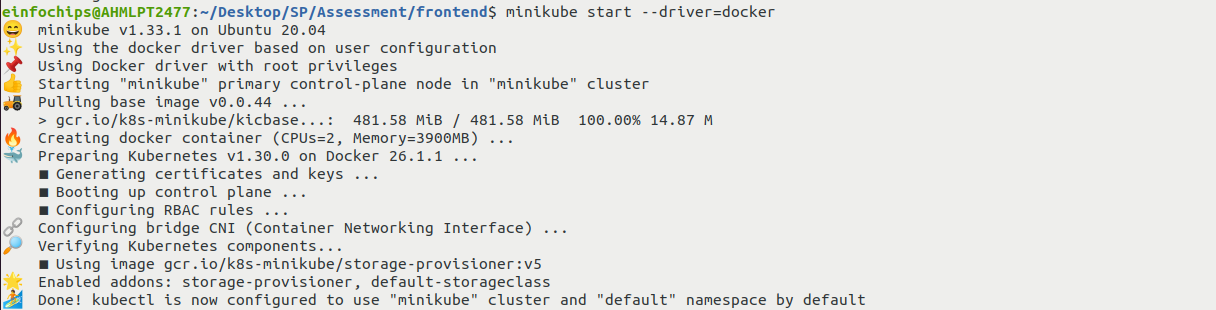 einfochips@AHMLPT2477:~/Desktop/SP/Assessment/frontend$ minikube start --driver=docker
😄 minikube v1.33.1 on Ubuntu 20.04
✨ Using the docker driver based on user configuration
📌 Using Docker driver with root privileges
👍 Starting "minikube" primary control-plane node in "minikube" cluster
🚜 Pulling base image v0.0.44 ...
> gcr.io/k8s-minikube/kicbase...: 481.58 MiB / 481.58 MiB 100.00% 14.87 M
🔥 Creating docker container (CPUs=2, Memory=3900MB) ...
🐳 Preparing Kubernetes v1.30.0 on Docker 26.1.1 ...
■ Generating certificates and keys ...
■ Booting up control plane ...
■ Configuring RBAC rules ...
🔗 Configuring bridge CNI (Container Networking Interface) ...
🔎 Verifying Kubernetes components...
■ Using image gcr.io/k8s-minikube/storage-provisioner:v5
🌟 Enabled addons: storage-provisioner, default-storageclass
🏄 Done! kubectl is now configured to use "minikube" cluster and "default" namespace by default